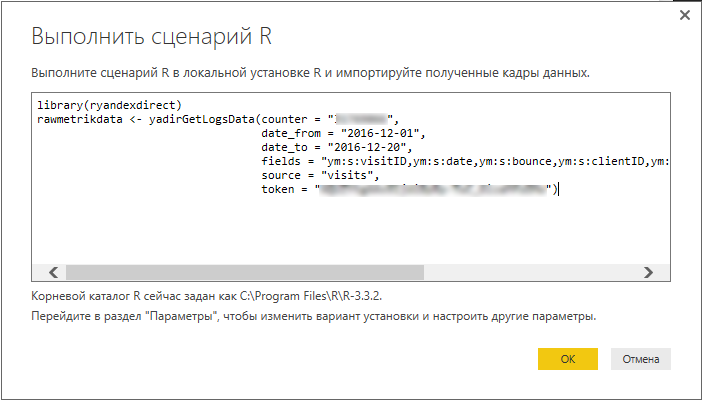 Выполнить сценарий R
Выполните сценарий R в локальной установке R и импортируйте полученные кадры данных.
library(ryandexdirect)
rawmetrikdata <- yadirGetLogsData(counter = "",
date_from = "2016-12-01",
date_to = "2016-12-20",
fields = "ym:s:visitID,ym:s:date,ym:s:bounce,ym:s:clientID,ym:
source = "visits",
token = "")
Корневой каталог R сейчас задан как C:\Program Files\R\R-3.3.2.
Перейдите в раздел "Параметры", чтобы изменить вариант установки и настроить другие параметры.
ОК
Отмена